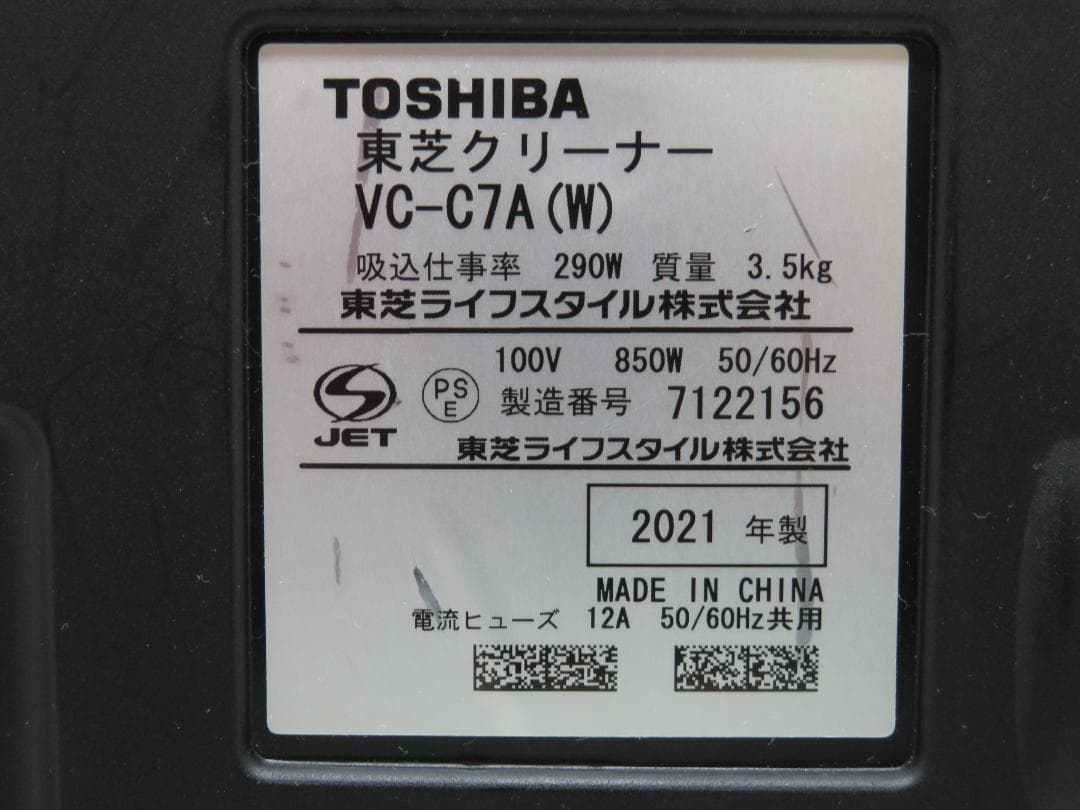 TOSHIBA
東芝クリーナー
VC-C7A(W)
吸込仕事率 290W 質量 3.5kg
東芝ライフスタイル株式会社
100V 850W 50/60Hz
JET
PS
E
製造番号 7122156
東芝ライフスタイル株式会社
2021 年製
MADE IN CHINA
電流ヒューズ 12A 50/60Hz共用